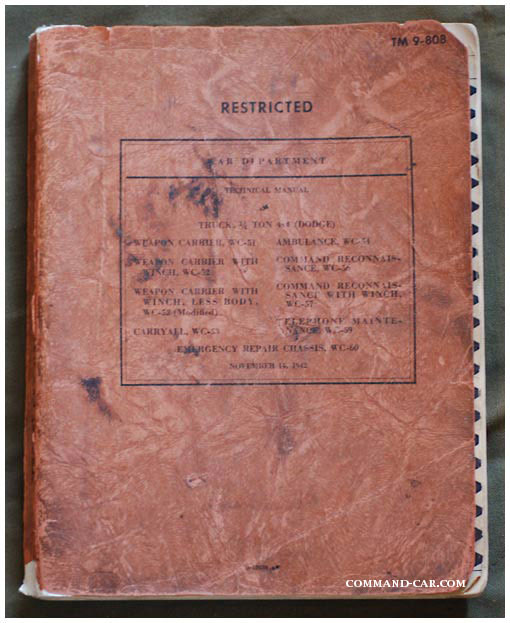 TM 9-808
RESTRICTED
WAR DEPARTMENT
TECHNICAL MANUAL
TRUCK, ¾ TON 4x4 (DODGE)
WEAPON CARRIER, WC-51
WEAPON CARRIER WITH
WINCH, WC-52
WEAPON CARRIER WITH
WINCH, LESS BODY,
WC-52 (Modified)
CARRYALL, WC-53
AMBULANCE, WC-54
COMMAND RECONNAIS-
SANCE, WC-56
COMMAND RECONNAIS-
SANCE WITH WINCH,
WC-57
TELEPHONE MAINTE-
NANCE, WC-59
EMERGENCY REPAIR CHASSIS, WC-60
NOVEMBER 14, 1942
COMMAND-CAR.COM